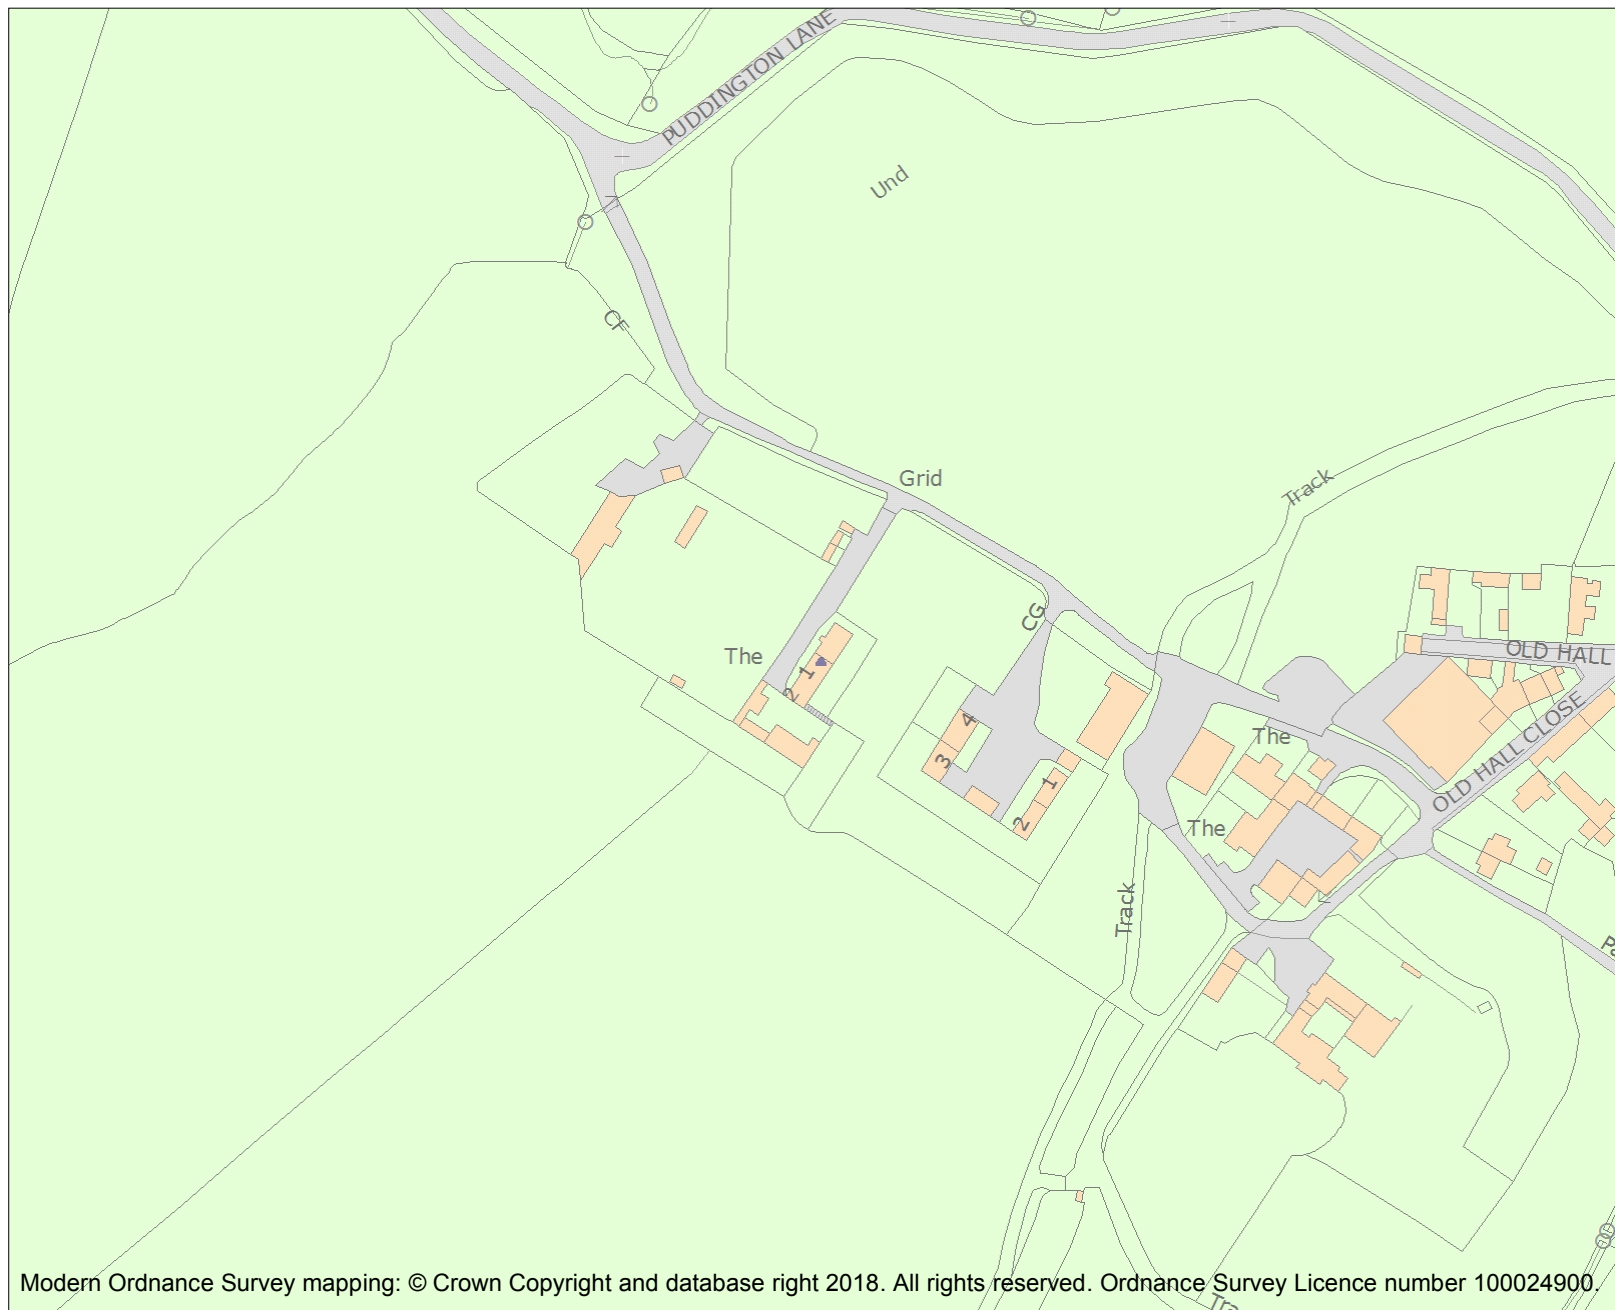 PUDDINGTON LANE
Und
CF
Grid
Track
CG
OLD HALL
The
1
2
4
The
3
1
OLD HALL CLOSE
2
The
Track
Modern Ordnance Survey mapping: © Crown Copyright and database right 2018. All rights reserved. Ordnance Survey Licence number 100024900.